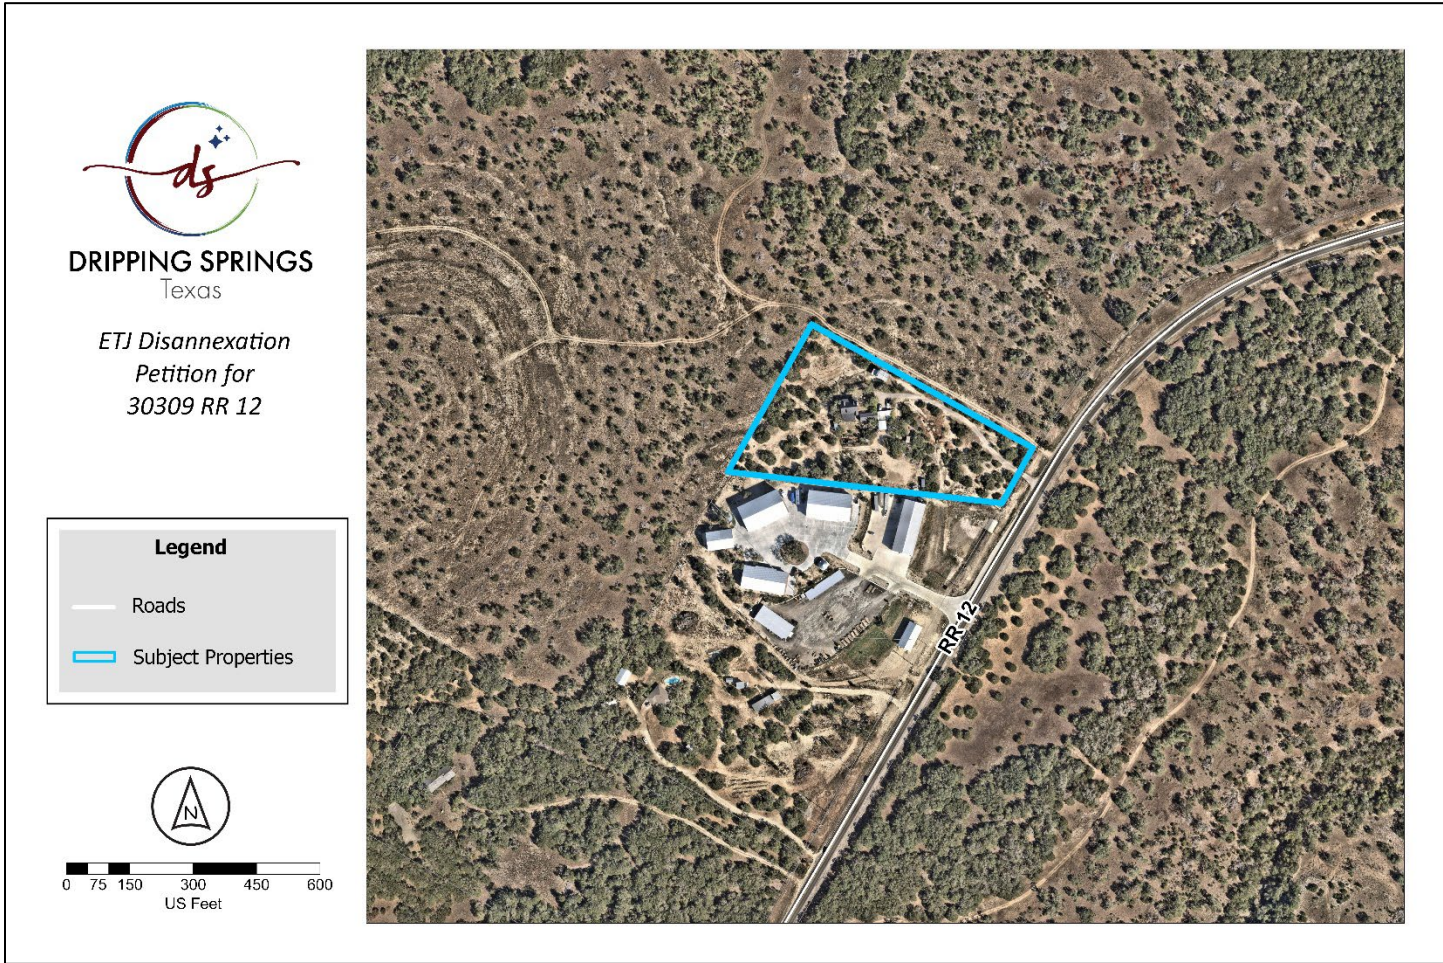 ds
DRIPPING SPRINGS
Texas
ETJ Disannexation
Petition for
30309 RR 12
Legend
Roads
Subject Properties
N
0 75 150 300 450 600
US Feet
RR 12